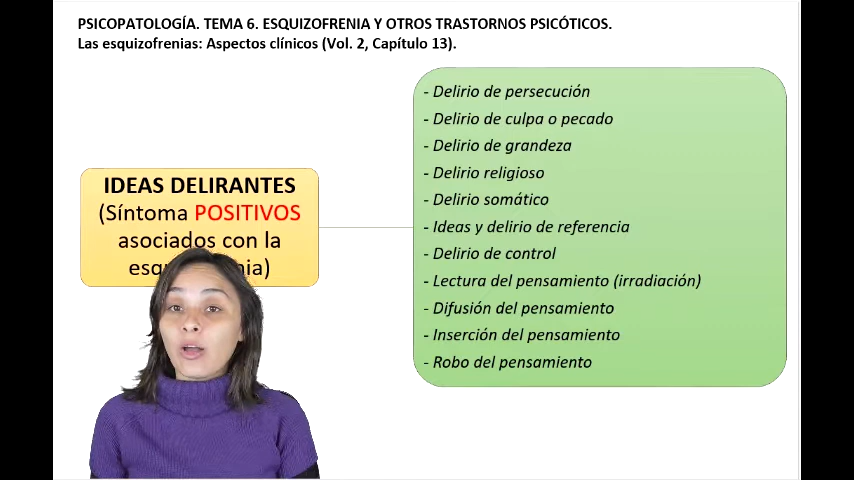 PSICOPATOLOGÍA. TEMA 6. ESQUIZOFRENIA Y OTROS TRASTORNOS PSICÓTICOS.
Las esquizofrenias: Aspectos clínicos (Vol. 2, Capítulo 13).
IDEAS DELIRANTES
(Síntoma POSITIVOS
asociados con la
- Delirio de persecución
- Delirio de culpa o pecado
- Delirio de grandeza
- Delirio religioso
- Delirio somático
- Ideas y delirio de referencia
- Delirio de control
- Lectura del pensamiento (irradiación)
- Difusión del pensamiento
- Inserción del pensamiento
- Robo del pensamiento